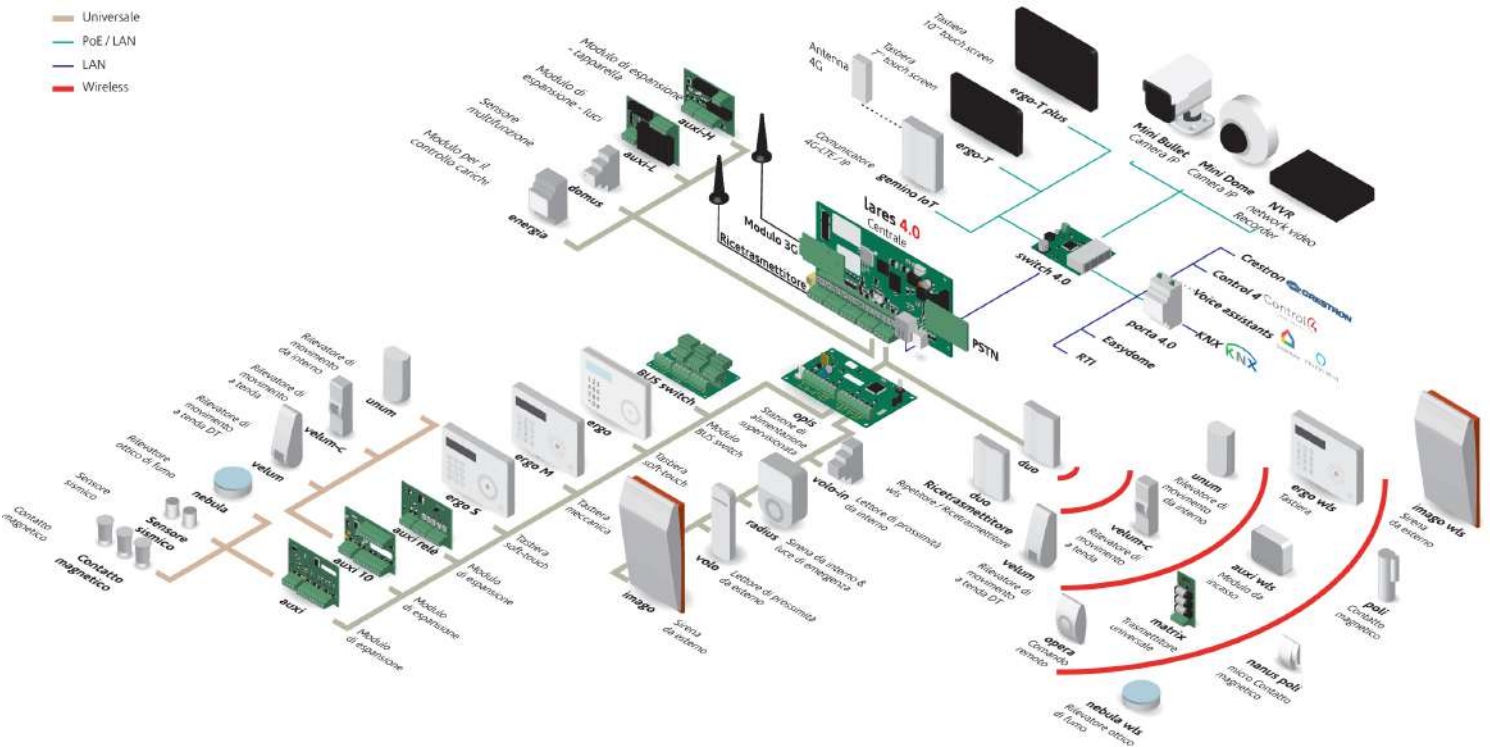 Universale
PoE / LAN
LAN
Wireless
Tastiera
10'' touch screen
ergo-T plus
Tastiera
7'' touch screen
ergo-T
Antenna
4G
Comunicatore
4G-LTE / IP
gemino IoT
Mini Bullet
Camera IP
Mini Dome
Camera IP
NVR
network video
Recorder
Modulo di espansione
- tapparella
auxi-H
Modulo di
espansione - luci
auxi-L
Sensore
multifunzione
domus
Modulo per il
controllo carichi
energia
lares 4.0
Centrale
Modulo 3G
Ricetrasmettitore
PSTN
switch 4.0
porta 4.0
Crestron
CRESTRON
Control 4
Control4
Voice assistants
KNX
KNX
Easydome
RTI
Rilevatore di
movimento
da interno
unum
Rilevatore di
movimento
a tenda
velum-c
Rilevatore di
movimento
a tenda DT
velum
Rilevatore
ottico di fumo
nebula
Sensore
sismico
Sensore
sismico
Contatto
magnetico
Contatto
magnetico
BUS switch
Modulo
BUS switch
ergo
Tastiera
soft-touch
ergo M
Tastiera
meccanica
ergo S
Tastiera
soft-touch
auxi relè
Modulo
di espansione
auxi 10
Modulo
di espansione
auxi
Modulo
di espansione
opis
Stazione di
alimentazione
supervisionata
volo-in
Lettore di prossimità
da interno
radius
Sirena da interno &
luce di emergenza
volo
Lettore di prossimità
da esterno
imago
Sirena
da esterno
duo
duo
Ricetrasmettitore
Ripetitore / Ricetrasmettitore
wls
velum
Rilevatore di
movimento
a tenda DT
velum-c
Rilevatore di
movimento
a tenda
unum
Rilevatore di
movimento
da interno
ergo wls
Tastiera
imago wls
Sirena
da esterno
auxi wls
Modulo da
incasso
poli
Contatto
magnetico
matrix
Trasmettitore
universale
opera
Comando
remoto
nanus poli
micro Contatto
magnetico
nebula wls
Rilevatore ottico
di fumo